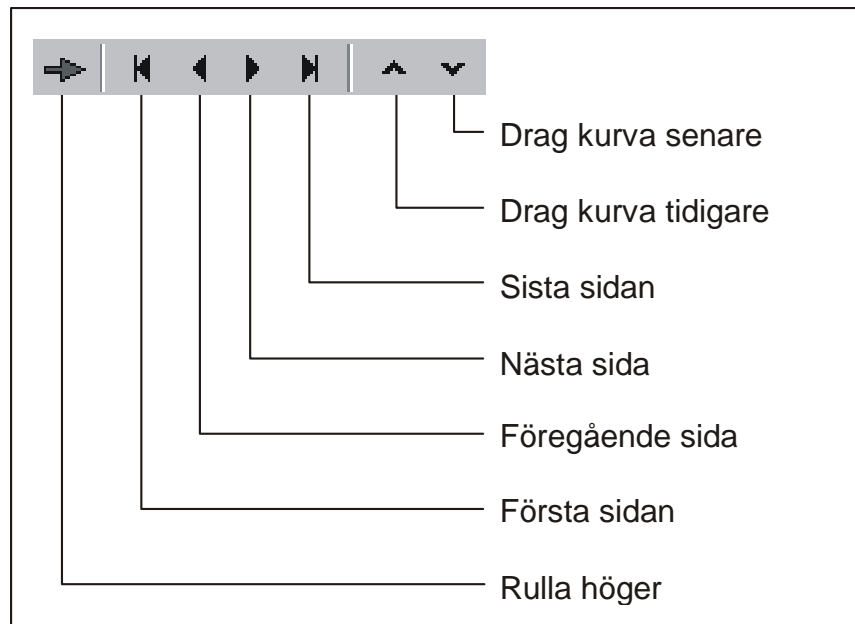 Drag kurva senare
Drag kurva tidigare
Sista sidan
Nästa sida
Föregående sida
Första sidan
Rulla höger